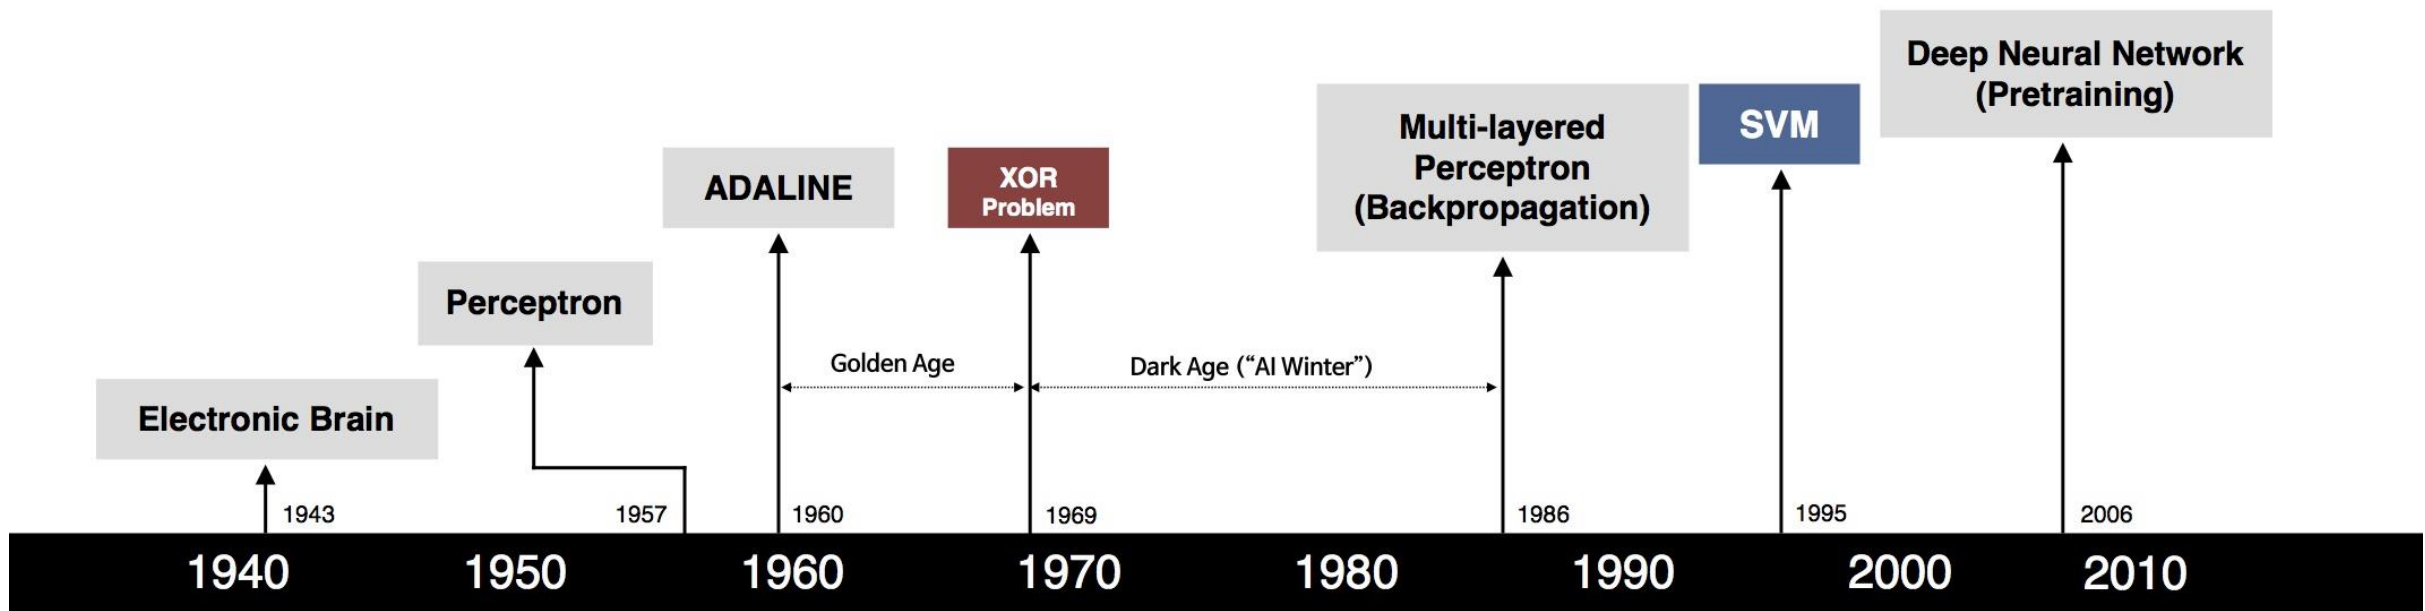 Deep Neural Network
(Pretraining)
Multi-layered
Perceptron
(Backpropagation)
SVM
ADALINE
XOR
Problem
Perceptron
Golden Age
Dark Age (“AI Winter”)
Electronic Brain
1943
1957
1960
1969
1986
1995
2006
1940
1950
1960
1970
1980
1990
2000
2010